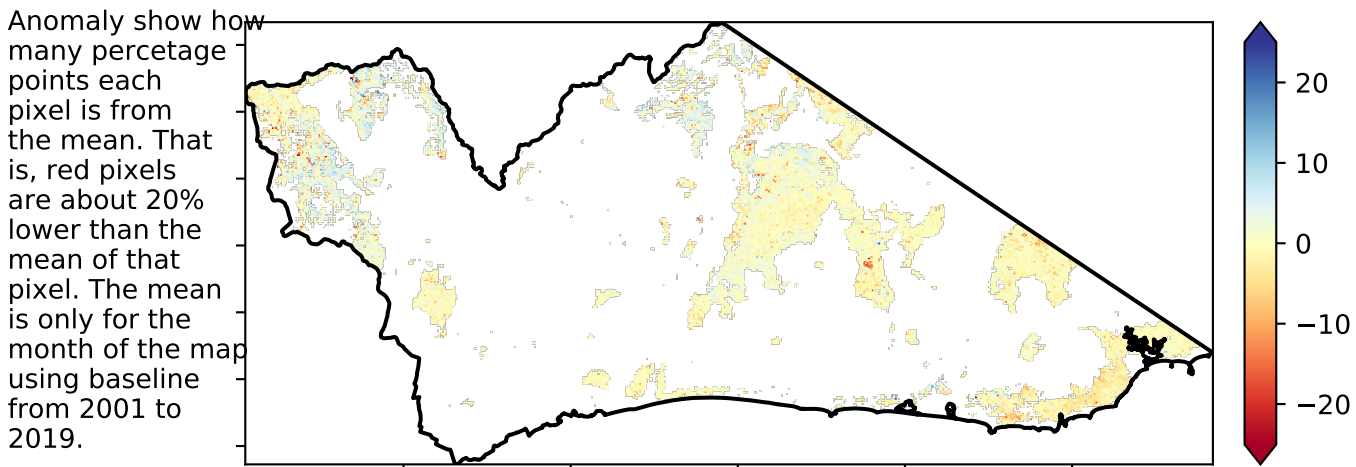 Anomaly show how
many percetage
points each
pixel is from
the mean. That
is, red pixels
are about 20%
lower than the
mean of that
pixel. The mean
is only for the
month of the map
using baseline
from 2001 to
2019.
20
10
0
−10
−20